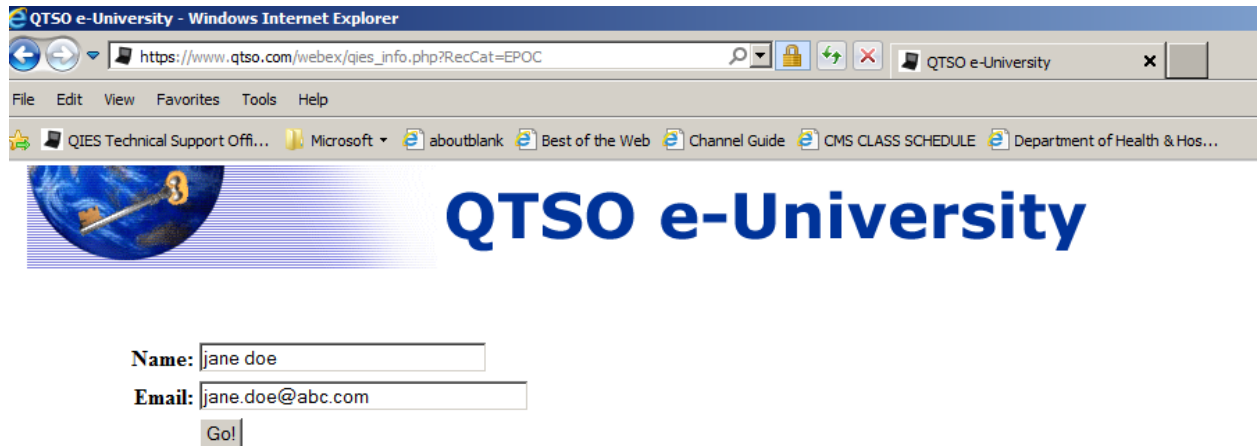 QTSO e-University - Windows Internet Explorer
https://www.qtso.com/webex/qies_info.php?RecCat=EPOC QTSO e-University
File Edit View Favorites Tools Help
QIES Technical Support Offi... Microsoft aboutblank Best of the Web Channel Guide CMS CLASS SCHEDULE Department of Health & Hos...
QTSO e-University
Name: jane doe
Email: jane.doe@abc.com
Go!